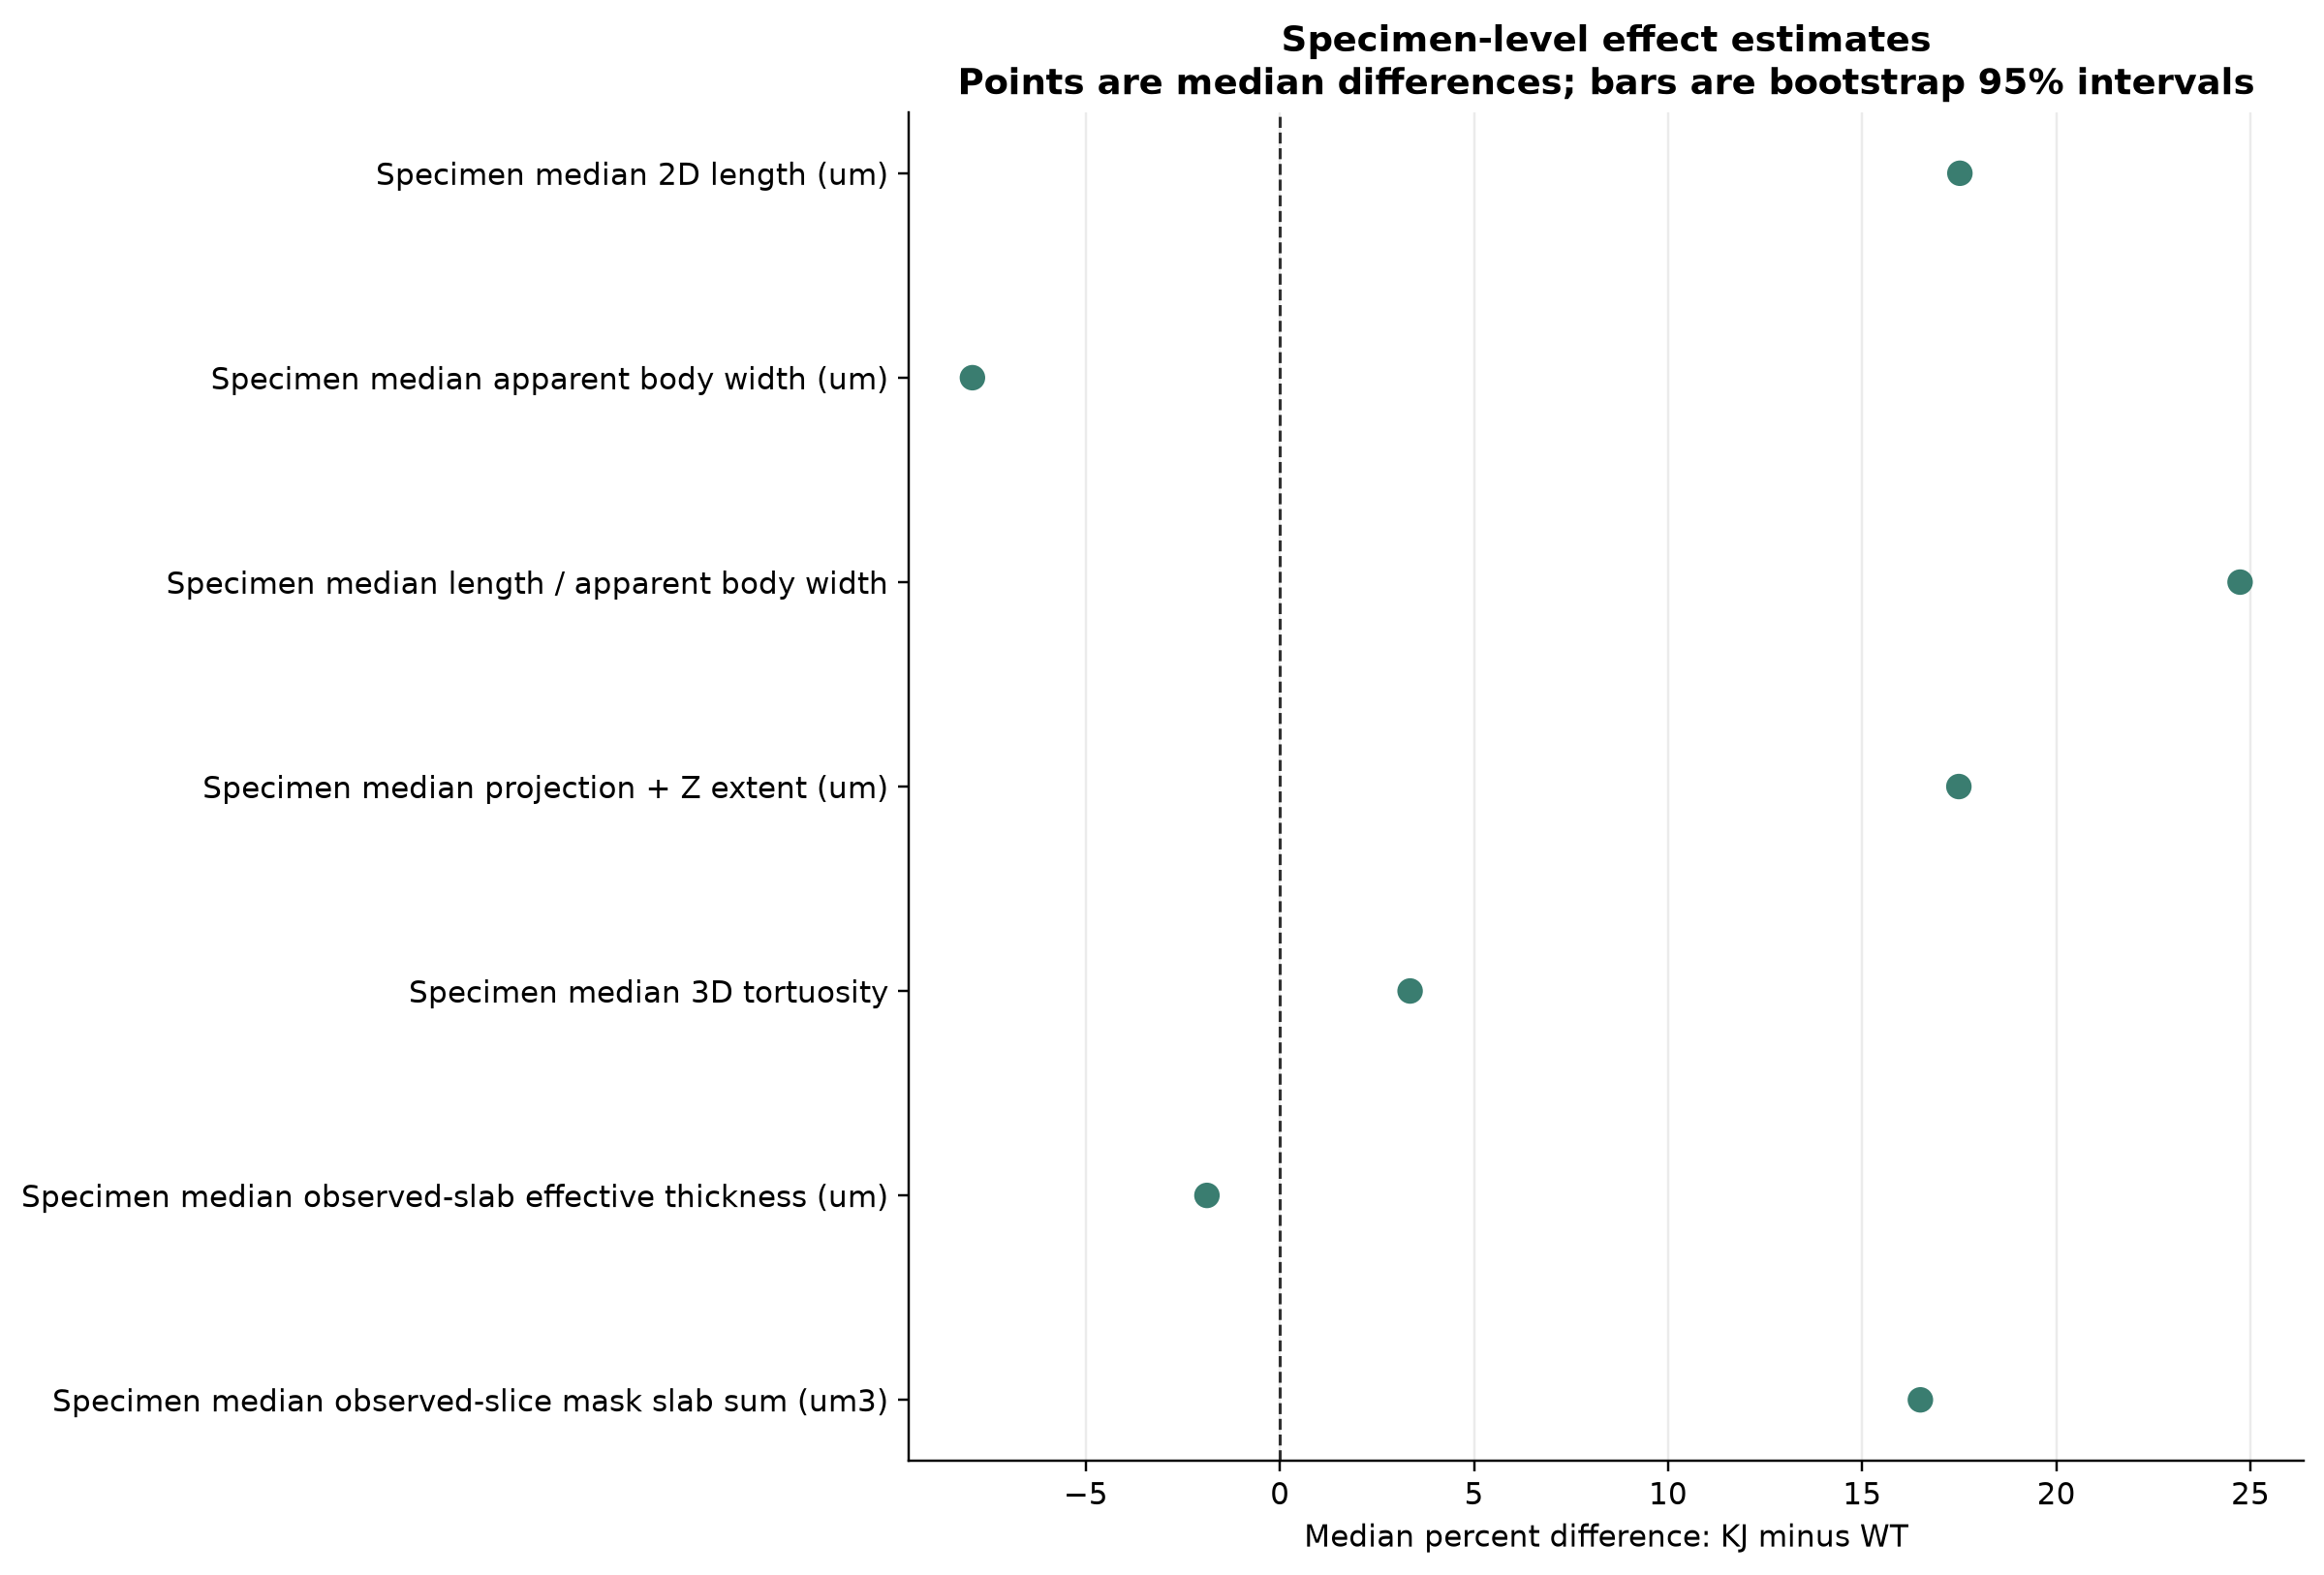 Specimen-level effect estimates
Points are median differences; bars are bootstrap 95% intervals
Specimen median 2D length (um)
Specimen median apparent body width (um)
Specimen median length / apparent body width
Specimen median projection + Z extent (um)
Specimen median 3D tortuosity
Specimen median observed-slab effective thickness (um)
Specimen median observed-slice mask slab sum (um3)
−5 0 5 10 15 20 25
Median percent difference: KJ minus WT